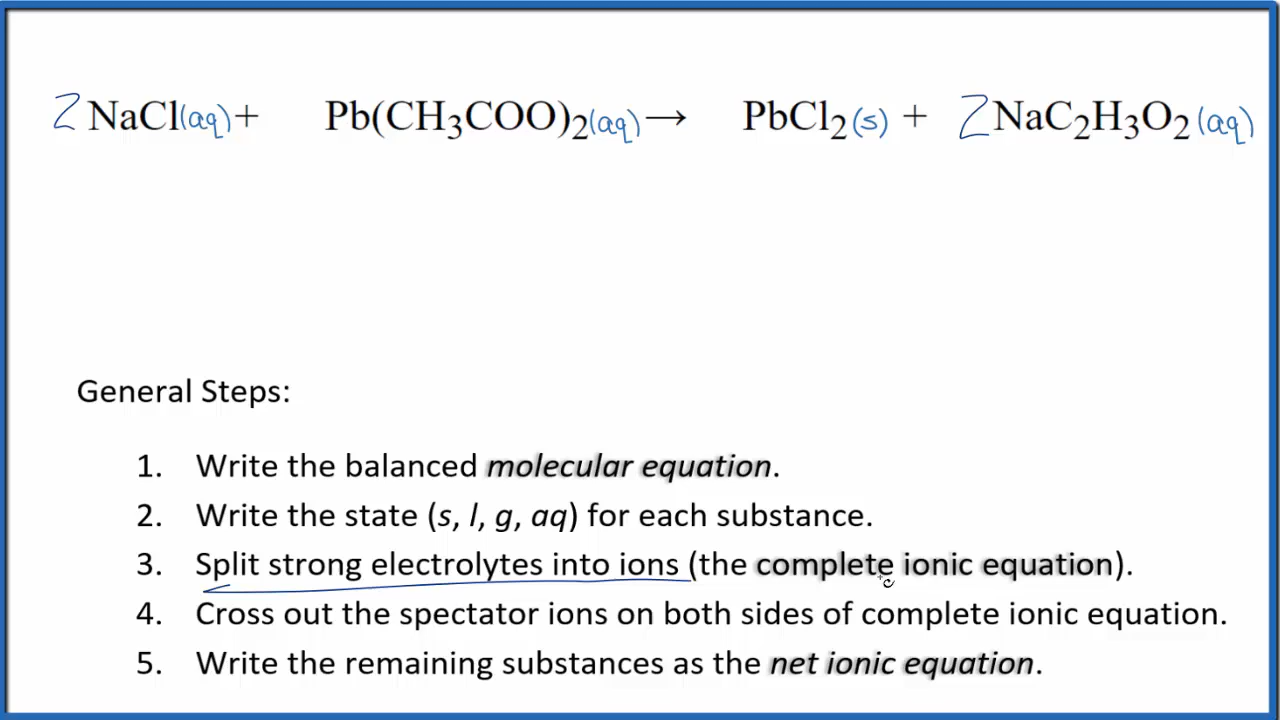 2 NaCl(aq) + Pb(CH₃COO)₂(aq) → PbCl₂(s) + 2 NaC₂H₃O₂(aq)
General Steps:
1. Write the balanced molecular equation.
2. Write the state (s, l, g, aq) for each substance.
3. Split strong electrolytes into ions (the complete ionic equation).
4. Cross out the spectator ions on both sides of complete ionic equation.
5. Write the remaining substances as the net ionic equation.